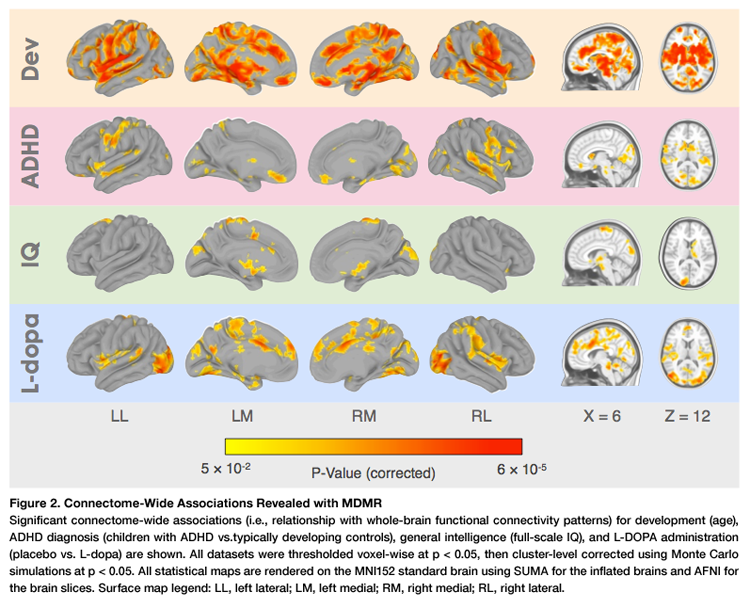 Dev
ADHD
IQ
L-dopa
LL LM RM RL X = 6 Z = 12
5 × 10-2 P-Value (corrected) 6 × 10-5
Figure 2. Connectome-Wide Associations Revealed with MDMR
Significant connectome-wide associations (i.e., relationship with whole-brain functional connectivity patterns) for development (age),
ADHD diagnosis (children with ADHD vs.typically developing controls), general intelligence (full-scale IQ), and L-DOPA administration
(placebo vs. L-dopa) are shown. All datasets were thresholded voxel-wise at p < 0.05, then cluster-level corrected using Monte Carlo
simulations at p < 0.05. All statistical maps are rendered on the MNI152 standard brain using SUMA for the inflated brains and AFNI for
the brain slices. Surface map legend: LL, left lateral; LM, left medial; RM, right medial; RL, right lateral.